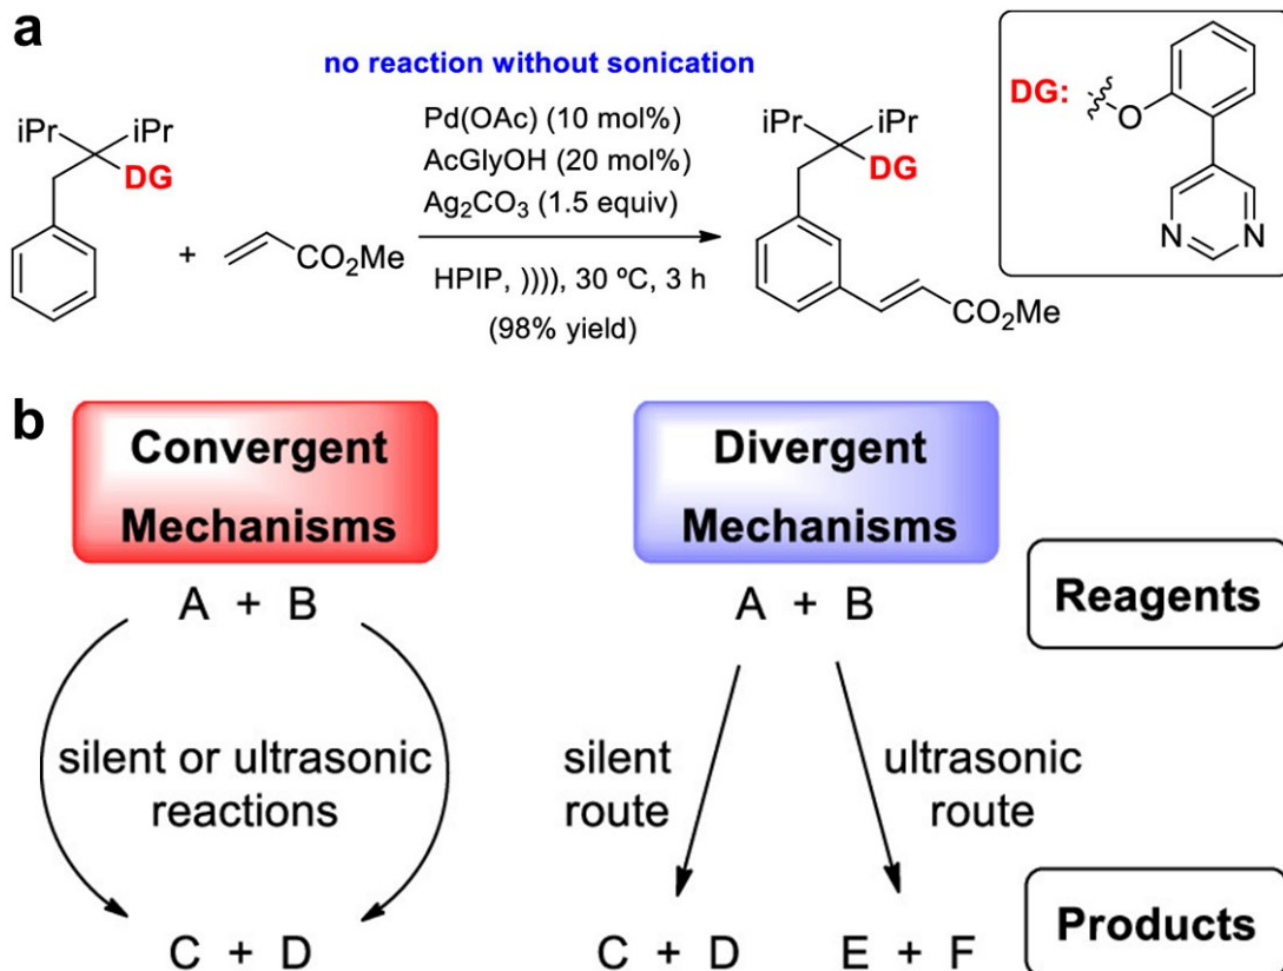 a
no reaction without sonication
iPr iPr
DG
+
CO₂Me
Pd(OAc) (10 mol%)
AcGlyOH (20 mol%)
Ag₂CO₃ (1.5 equiv)
HPIP, )))), 30 ºC, 3 h
(98% yield)
iPr iPr
DG
CO₂Me
DG:
O
N N
b
Convergent
Mechanisms
A + B
silent or ultrasonic
reactions
C + D
Divergent
Mechanisms
A + B
silent
route
ultrasonic
route
C + D E + F
Reagents
Products